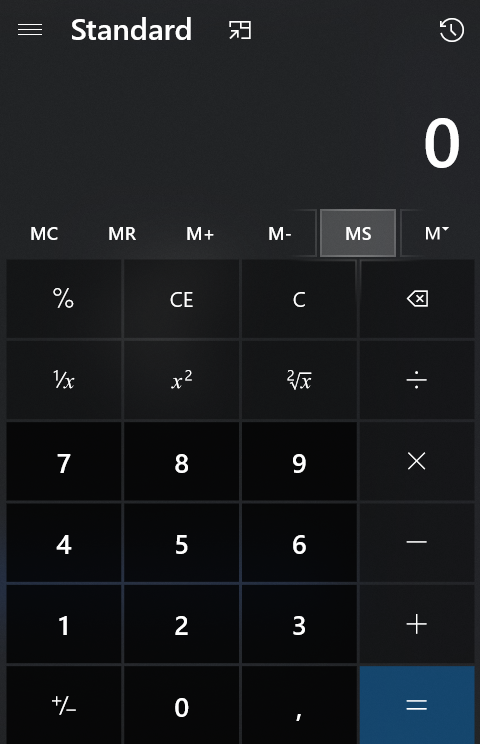 Standard
0
MC MR M+ M- MS M▾
% CE C
⅟x x² ²√x ÷
7 8 9 ×
4 5 6 −
1 2 3 +
+/− 0 , =